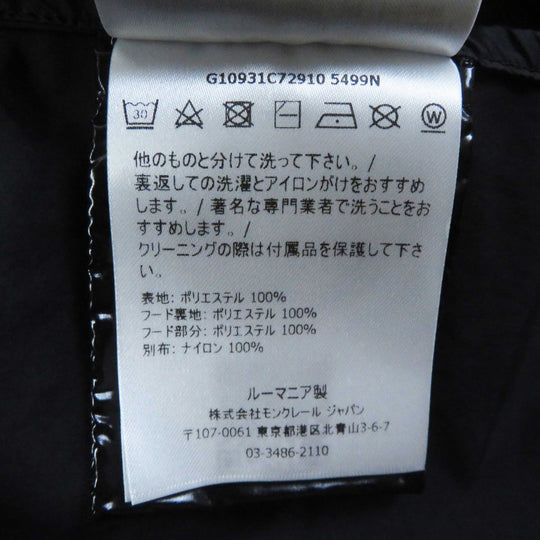 G10931C72910 5499N
30
W
他のものと分けて洗って下さい。/
裏返しての洗濯とアイロンがけをおすすめ
します。/ 著名な専門業者で洗うことをお
すすめします。/
クリーニングの際は付属品を保護して下さ
い。
表地: ポリエステル 100%
フード裏地: ポリエステル 100%
フード部分: ポリエステル 100%
別布: ナイロン 100%
ルーマニア製
株式会社モンクレール ジャパン
〒107-0061 東京都港区北青山3-6-7
03-3486-2110